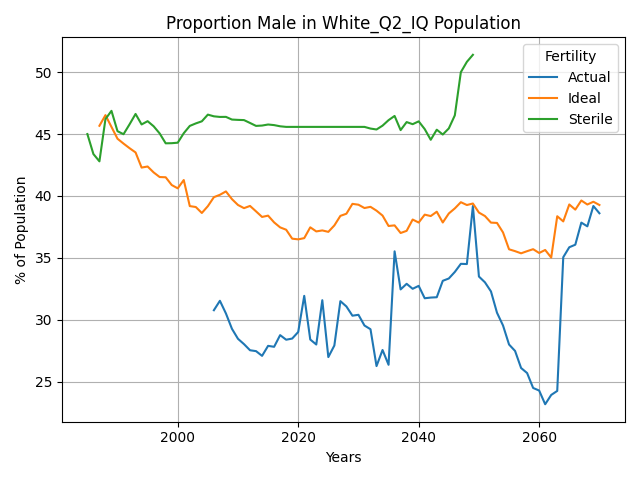 Proportion Male in White_Q2_IQ Population
% of Population
50
45
40
35
30
25
2000
2020
2040
2060
Years
Fertility
Actual
Ideal
Sterile